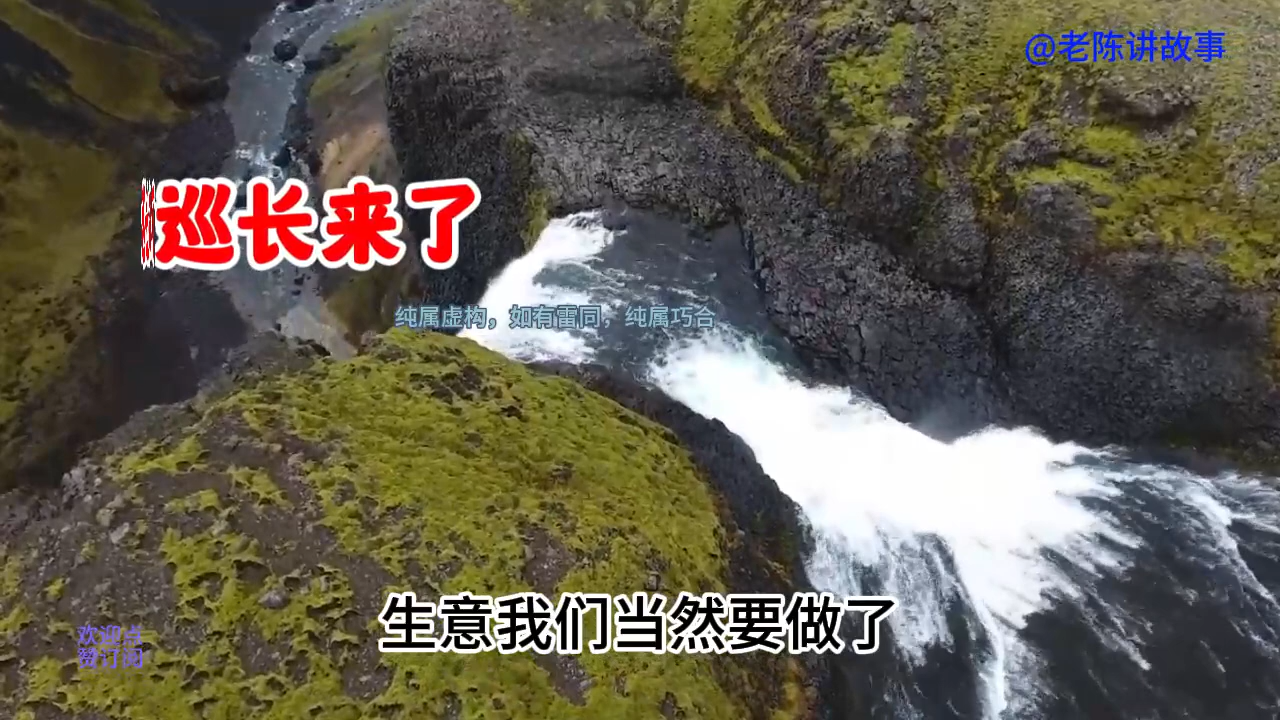 @老陈讲故事
巡长来了
纯属虚构，如有雷同，纯属巧合
生意我们当然要做了
欢迎点
赞订阅